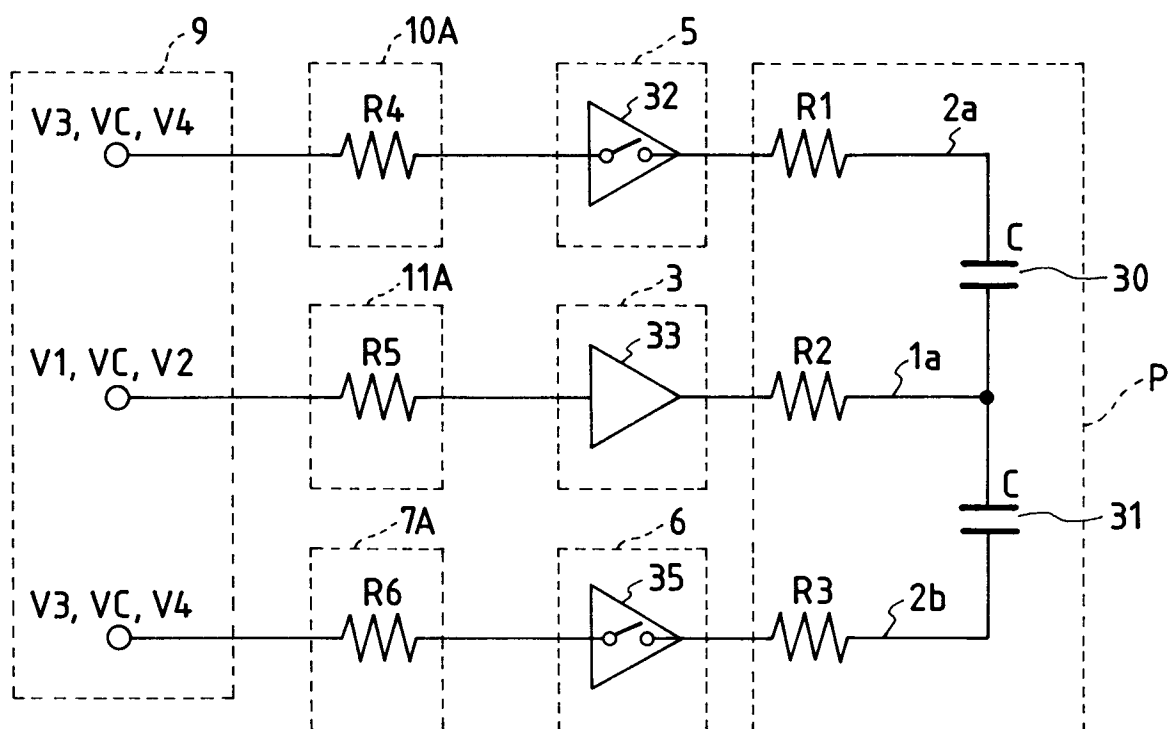 9
10A
5
V3, VC, V4
R4
32
R1
2a
C
30
11A
3
V1, VC, V2
R5
33
R2
1a
P
C
31
7A
6
V3, VC, V4
R6
35
R3
2b